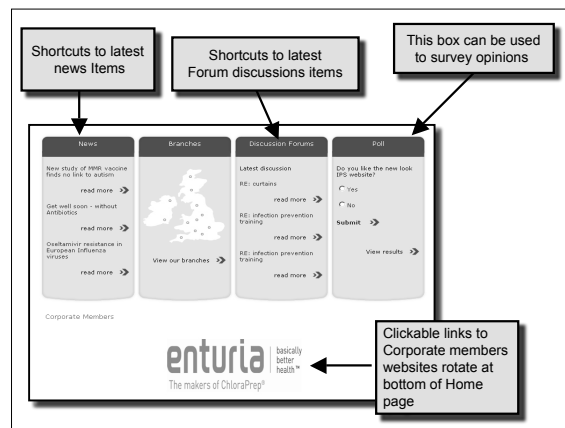 Shortcuts to latest
news Items
Shortcuts to latest
Forum discussions items
This box can be used
to survey opinions
News
New study of MMR vaccine
finds no link to autism
read more
Get well soon - without
Antibiotics
read more
Oseltamivir resistance in
European Influenza
viruses
read more
Branches
View our branches
Discussion Forums
Latest discussion
RE: curtains
read more
RE: infection prevention
training
read more
RE: infection prevention
training
read more
Poll
Do you like the new look
IPS website?
Yes
No
Submit
View results
Corporate Members
enturia
basically
better
health™
The makers of ChloraPrep®
Clickable links to
Corporate members
websites rotate at
bottom of Home
page